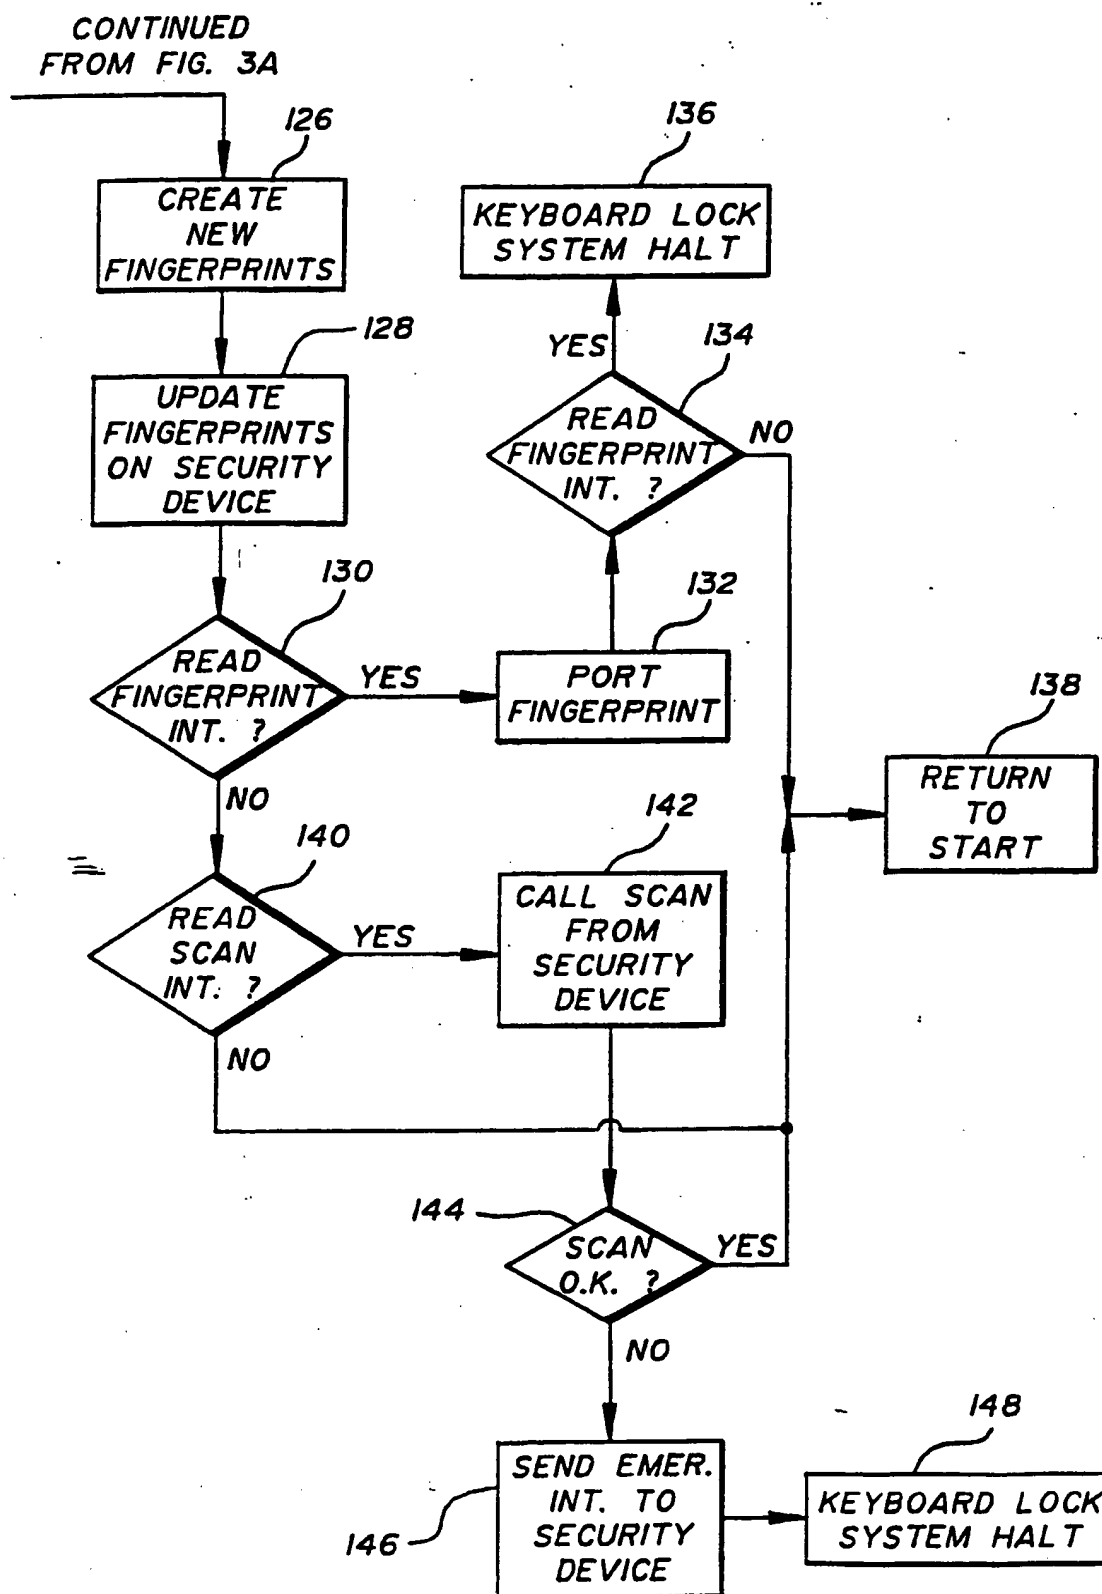 CONTINUED
FROM FIG. 3A
126
CREATE
NEW
FINGERPRINTS
128
UPDATE
FINGERPRINTS
ON SECURITY
DEVICE
130
READ
FINGERPRINT
INT. ?
YES
NO
132
PORT
FINGERPRINT
134
READ
FINGERPRINT
INT. ?
YES
NO
136
KEYBOARD LOCK
SYSTEM HALT
138
RETURN
TO
START
140
READ
SCAN
INT. ?
YES
NO
142
CALL SCAN
FROM
SECURITY
DEVICE
144
SCAN
O.K. ?
YES
NO
146
SEND EMER.
INT. TO
SECURITY
DEVICE
148
KEYBOARD LOCK
SYSTEM HALT